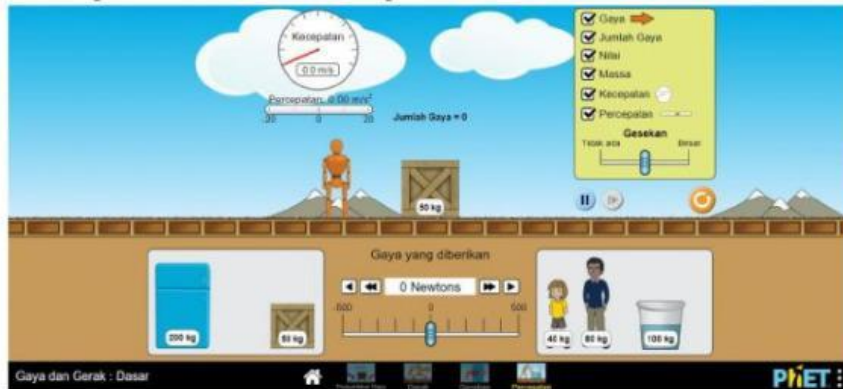 Kecepatan
0.0 m/s
Percepatan: 0.00 m/s²
-20 0 20
Jumlah Gaya = 0
Gaya
Jumlah Gaya
Nilai
Massa
Kecepatan
Percepatan
Gesekan
Tidak ada Besar
50 kg
Gaya yang diberikan
0 Newtons
-500 0 500
200 kg
50 kg
40 kg
80 kg
100 kg
Gaya dan Gerak : Dasar
Gerak
Gesekan
Percepatan
PhET